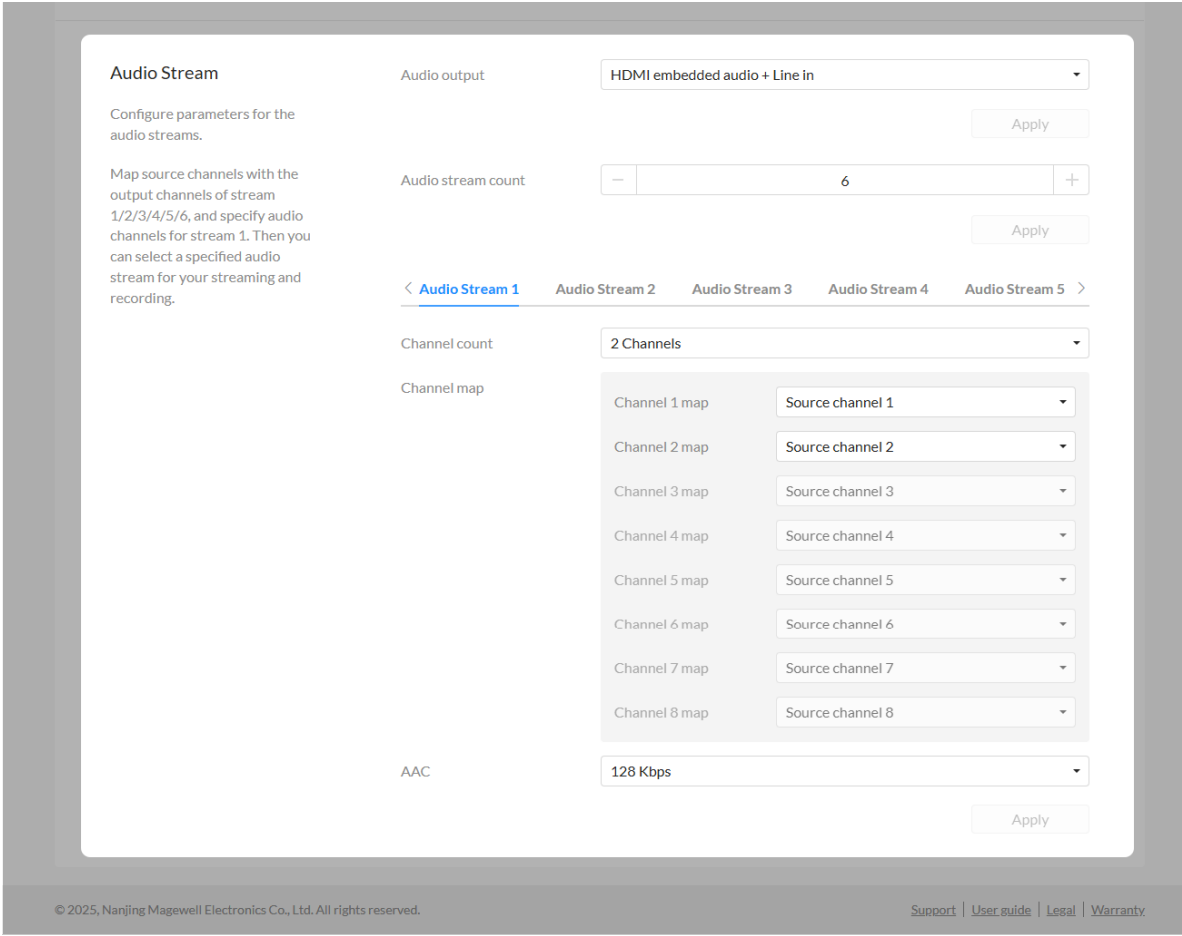 Audio Stream
Configure parameters for the
audio streams.
Map source channels with the
output channels of stream
1/2/3/4/5/6, and specify audio
channels for stream 1. Then you
can select a specified audio
stream for your streaming and
recording.
Audio output
HDMI embedded audio + Line in
Apply
Audio stream count
− 6 +
Apply
< Audio Stream 1 Audio Stream 2 Audio Stream 3 Audio Stream 4 Audio Stream 5 >
Channel count
2 Channels
Channel map
Channel 1 map Source channel 1
Channel 2 map Source channel 2
Channel 3 map Source channel 3
Channel 4 map Source channel 4
Channel 5 map Source channel 5
Channel 6 map Source channel 6
Channel 7 map Source channel 7
Channel 8 map Source channel 8
AAC
128 Kbps
Apply
© 2025, Nanjing Magewell Electronics Co., Ltd. All rights reserved.
Support | User guide | Legal | Warranty